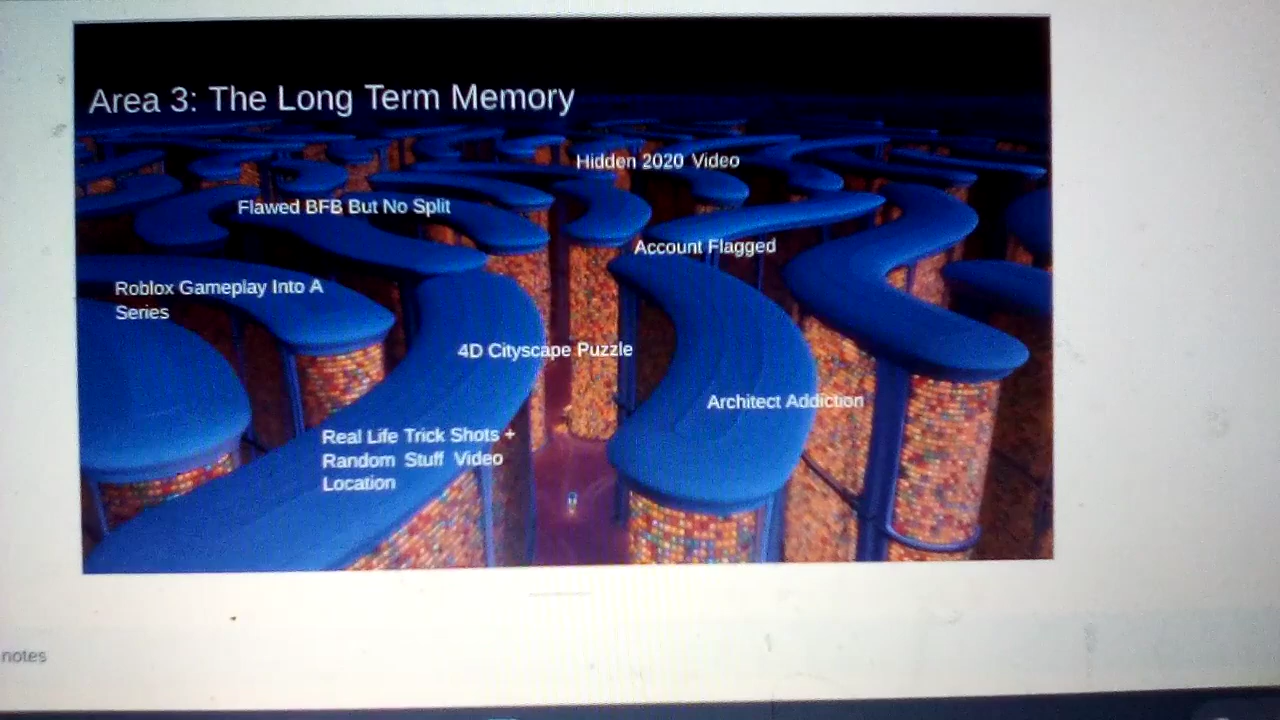 Area 3: The Long Term Memory
Hidden 2020 Video
Flawed BFB But No Split
Account Flagged
Roblox Gameplay Into A
Series
4D Cityscape Puzzle
Architect Addiction
Real Life Trick Shots +
Random Stuff Video
Location
notes